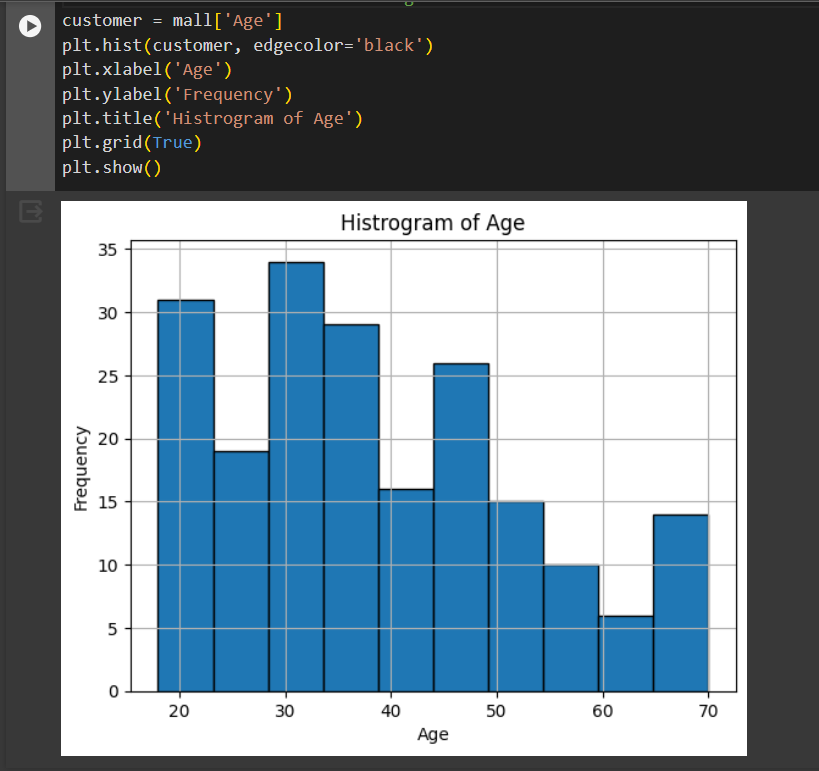 customer = mall['Age']
plt.hist(customer, edgecolor='black')
plt.xlabel('Age')
plt.ylabel('Frequency')
plt.title('Histrogram of Age')
plt.grid(True)
plt.show()
Histrogram of Age
35
30
25
20
15
10
5
0
Frequency
20 30 40 50 60 70
Age